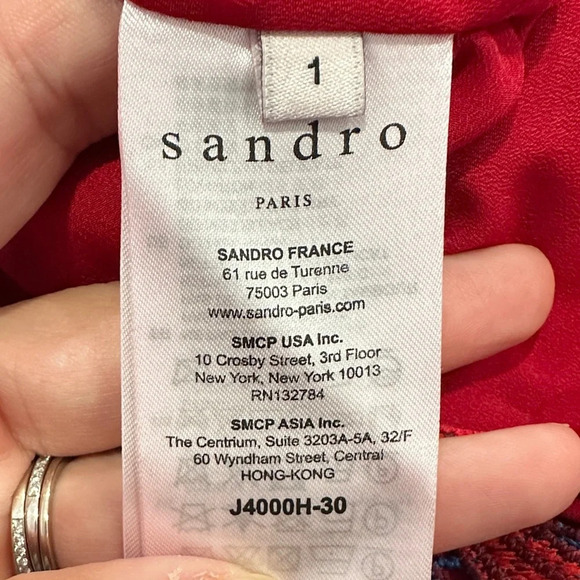 1
sandro
PARIS
SANDRO FRANCE
61 rue de Turenne
75003 Paris
www.sandro-paris.com
SMCP USA Inc.
10 Crosby Street, 3rd Floor
New York, New York 10013
RN132784
SMCP ASIA Inc.
The Centrium, Suite 3203A-5A, 32/F
60 Wyndham Street, Central
HONG-KONG
J4000H-30